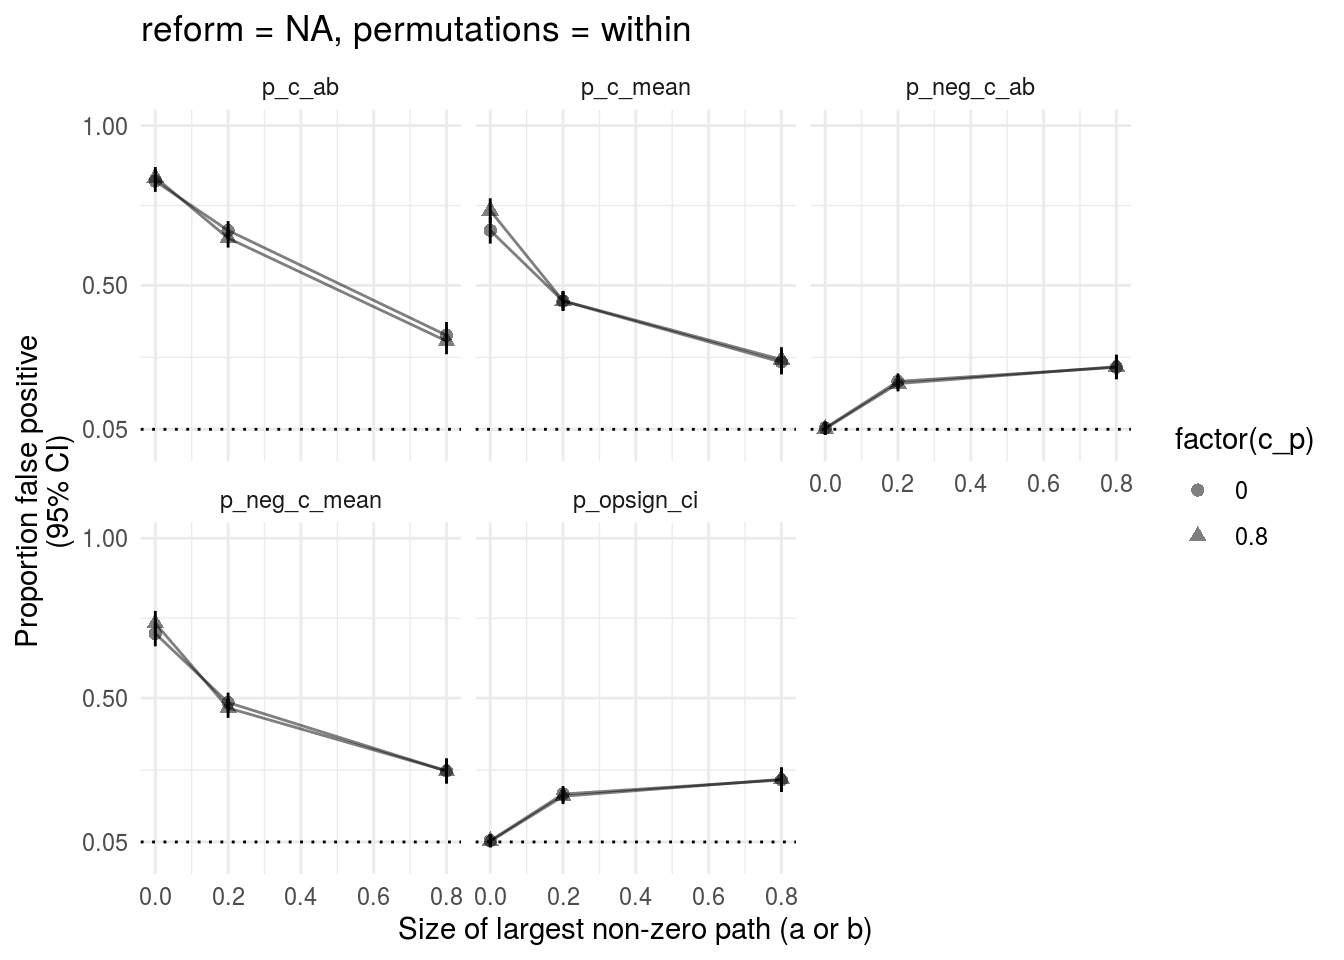 reform = NA, permutations = within
p_c_ab
p_c_mean
p_neg_c_ab
1.00
0.50
0.05
0.0 0.2 0.4 0.6 0.8
p_neg_c_mean
p_opsign_ci
1.00
0.50
0.05
0.0 0.2 0.4 0.6 0.8
0.0 0.2 0.4 0.6 0.8
Size of largest non-zero path (a or b)
Proportion false positive
(95% CI)
factor(c_p)
0
0.8